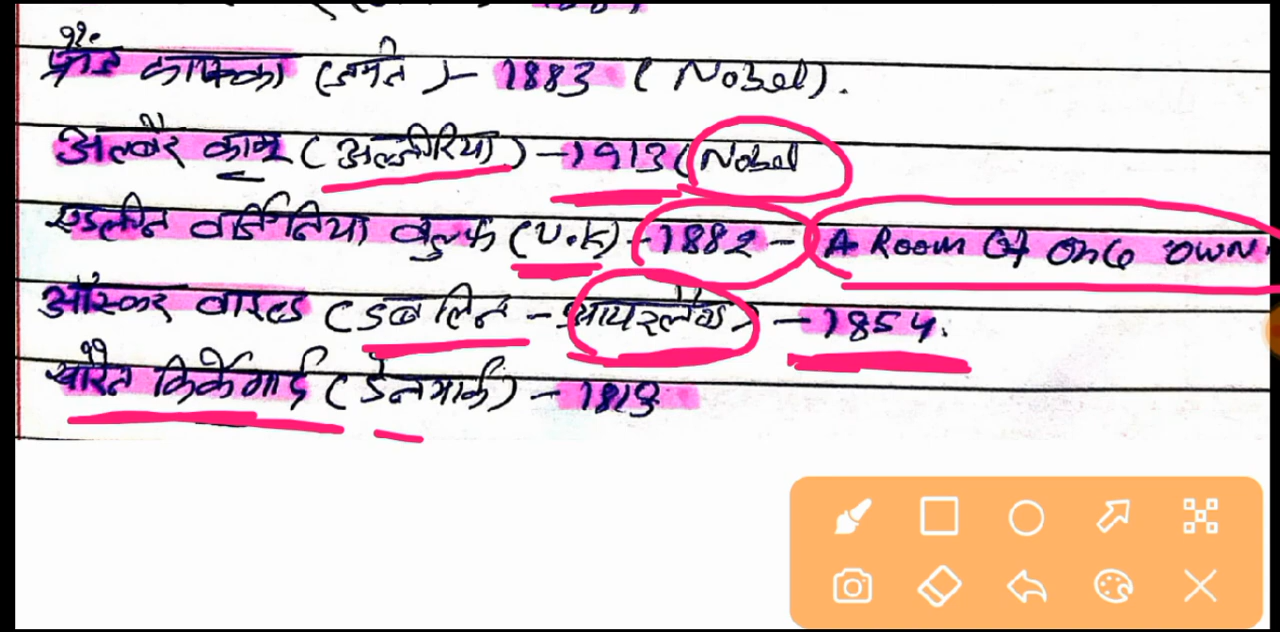 काफ्का (जर्मन) - 1883 (Nobel).
अल्बैर कामू (अल्जीरिया) - 1913 (Nobel
एडलीन वर्जिनिया वुल्फ (U.K) - 1882 - A Room Of Once OWN.
ऑस्कर वाइल्ड (डबलिन - आयरलैंड) - 1854.
किर्केगार्द (डेनमार्क) - 1813